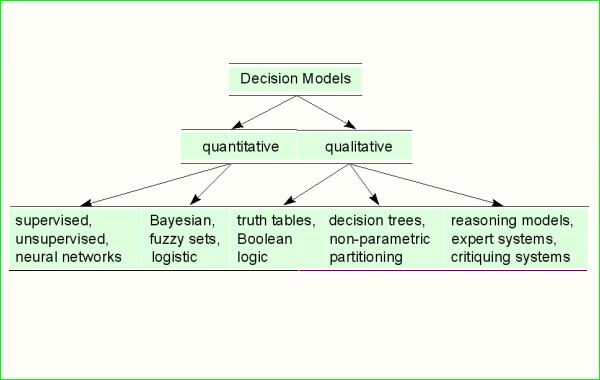 Decision Models
quantitative
qualitative
supervised,
unsupervised,
neural networks
Bayesian,
fuzzy sets,
logistic
truth tables,
Boolean
logic
decision trees,
non-parametric
partitioning
reasoning models,
expert systems,
critiquing systems